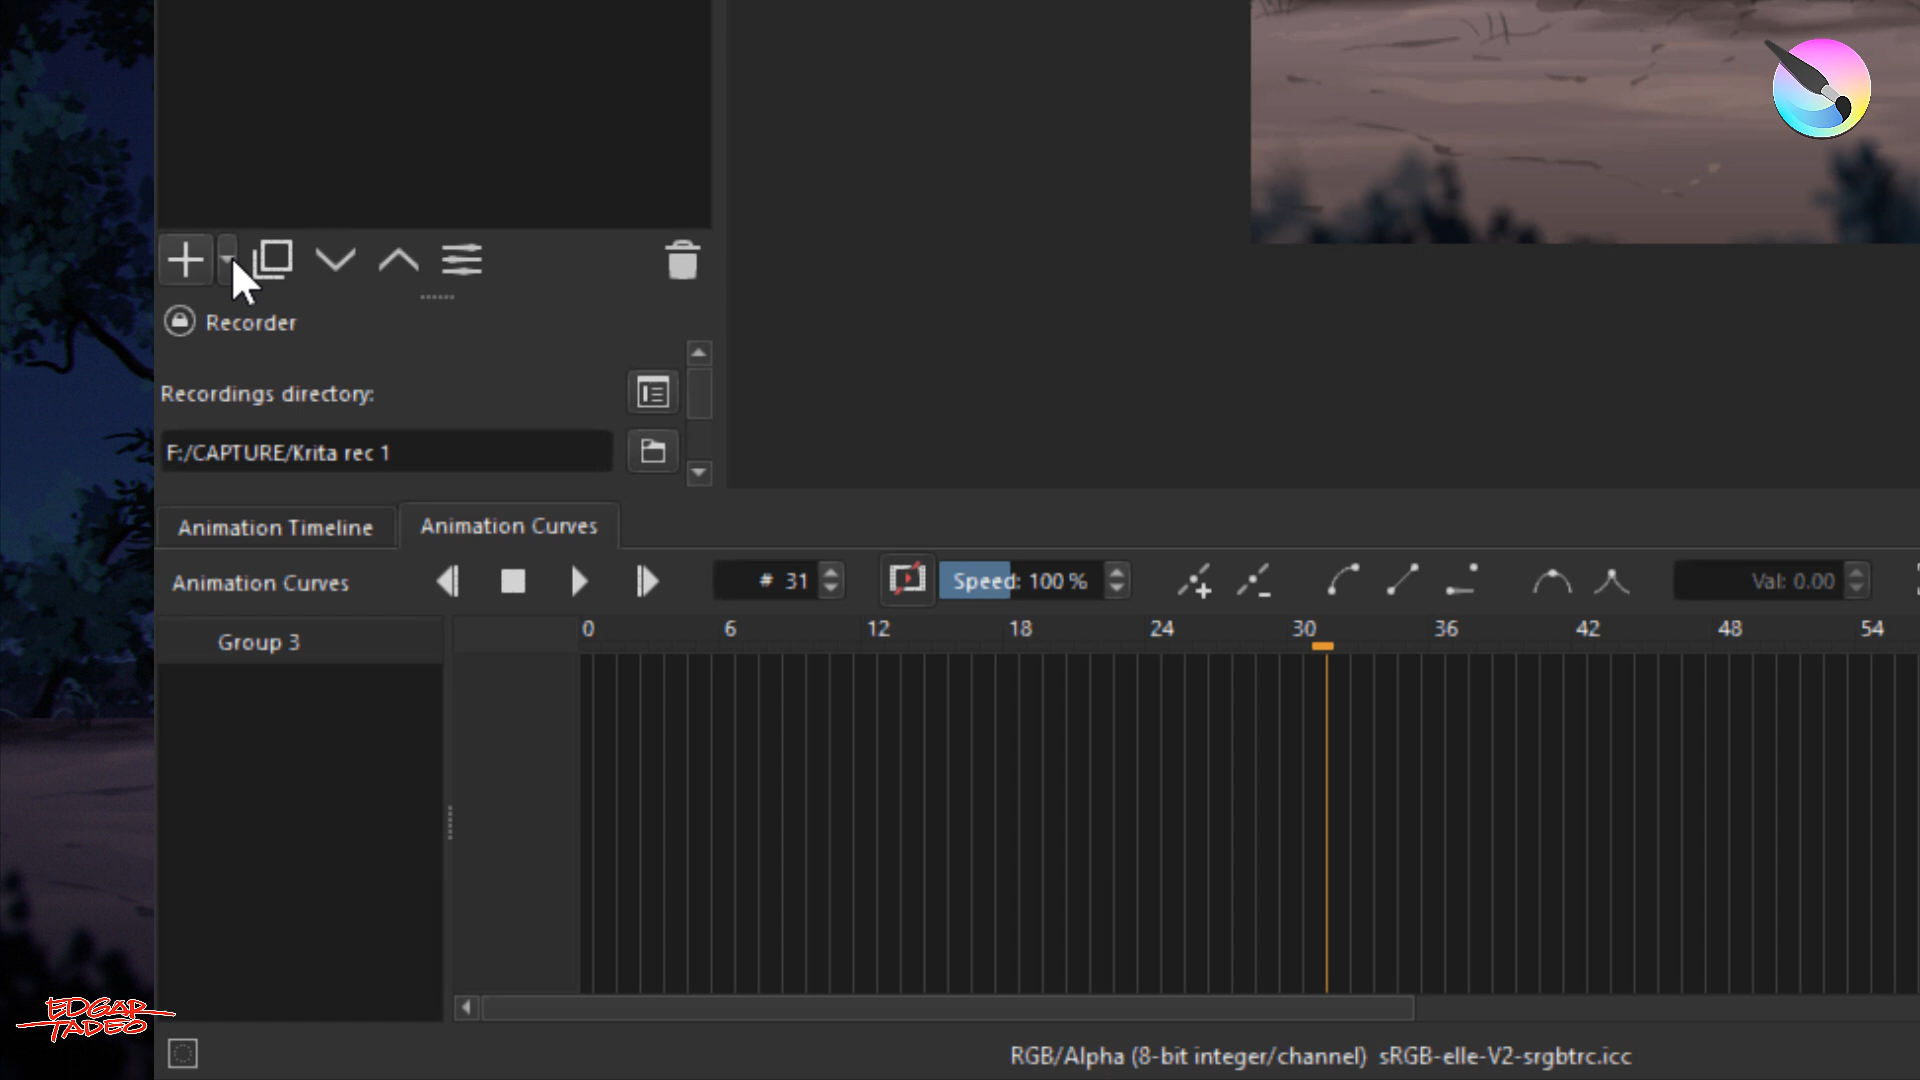 Recorder
Recordings directory:
F:/CAPTURE/Krita rec 1
Animation Timeline
Animation Curves
Animation Curves
# 31
Speed: 100 %
Val: 0.00
0 6 12 18 24 30 36 42 48 54
Group 3
EDGAR
TADEO
RGB/Alpha (8-bit integer/channel) sRGB-elle-V2-srgbtrc.icc